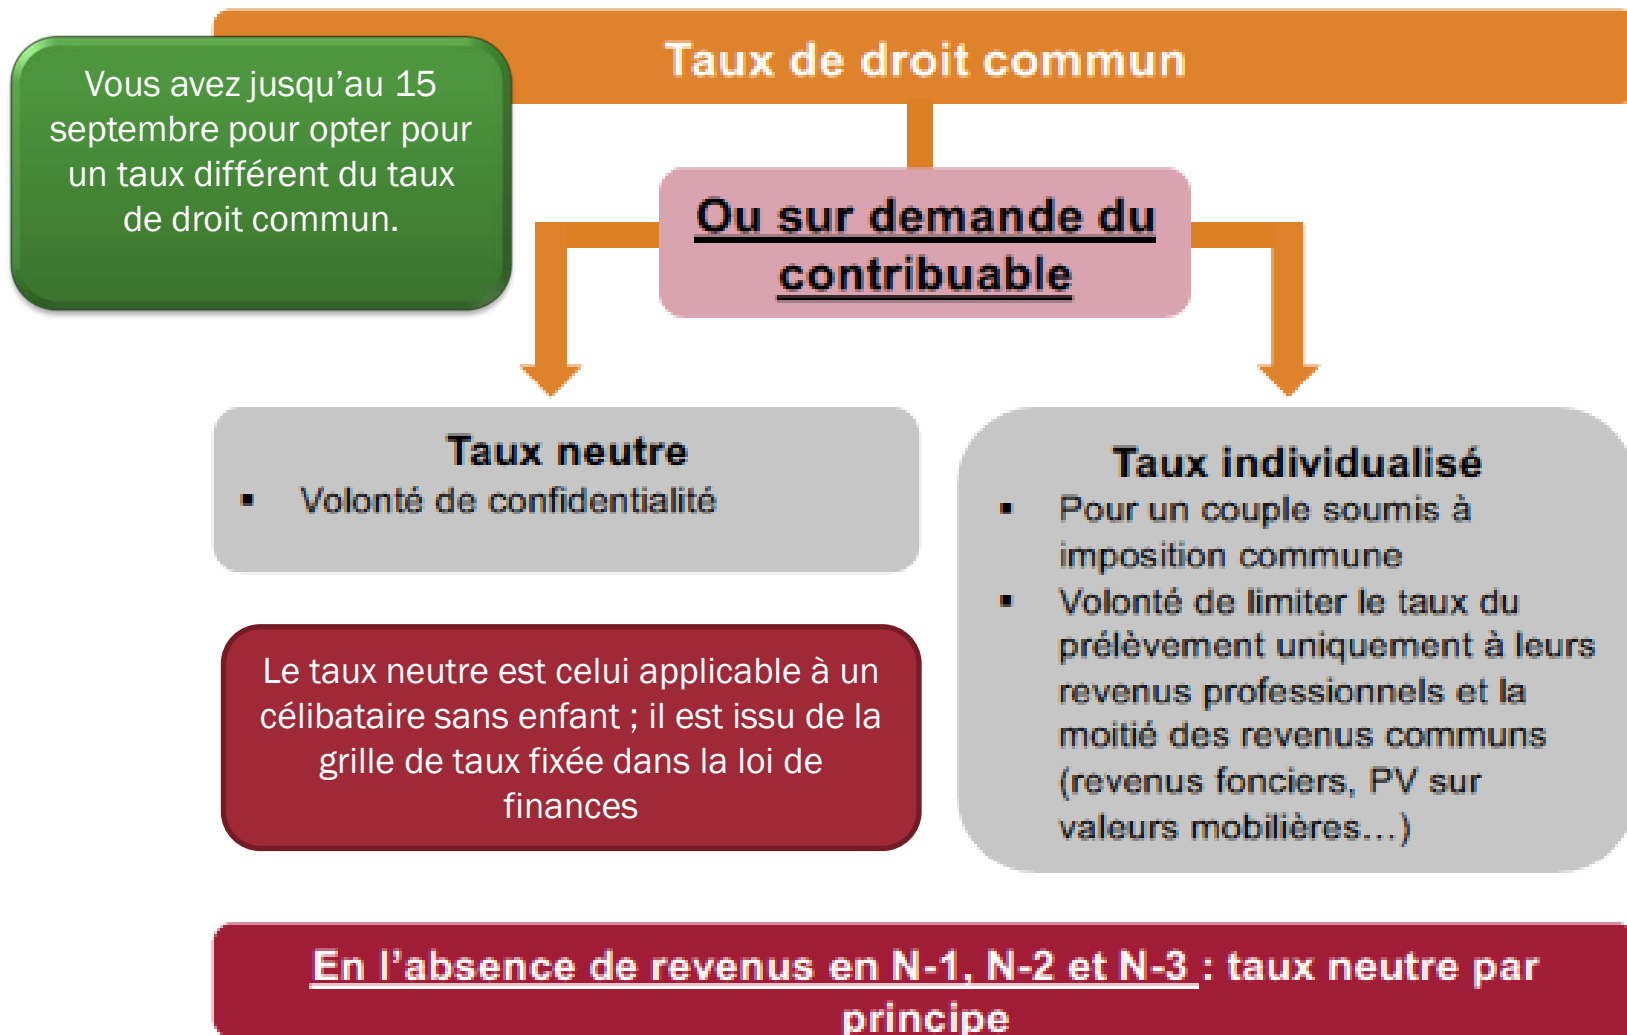 Taux de droit commun
Vous avez jusqu’au 15
septembre pour opter pour
un taux différent du taux
de droit commun.
Ou sur demande du
contribuable
Taux neutre
▪ Volonté de confidentialité
Le taux neutre est celui applicable à un
célibataire sans enfant ; il est issu de la
grille de taux fixée dans la loi de
finances
Taux individualisé
▪ Pour un couple soumis à
imposition commune
▪ Volonté de limiter le taux du
prélèvement uniquement à leurs
revenus professionnels et la
moitié des revenus communs
(revenus fonciers, PV sur
valeurs mobilières…)
En l’absence de revenus en N-1, N-2 et N-3 : taux neutre par
principe